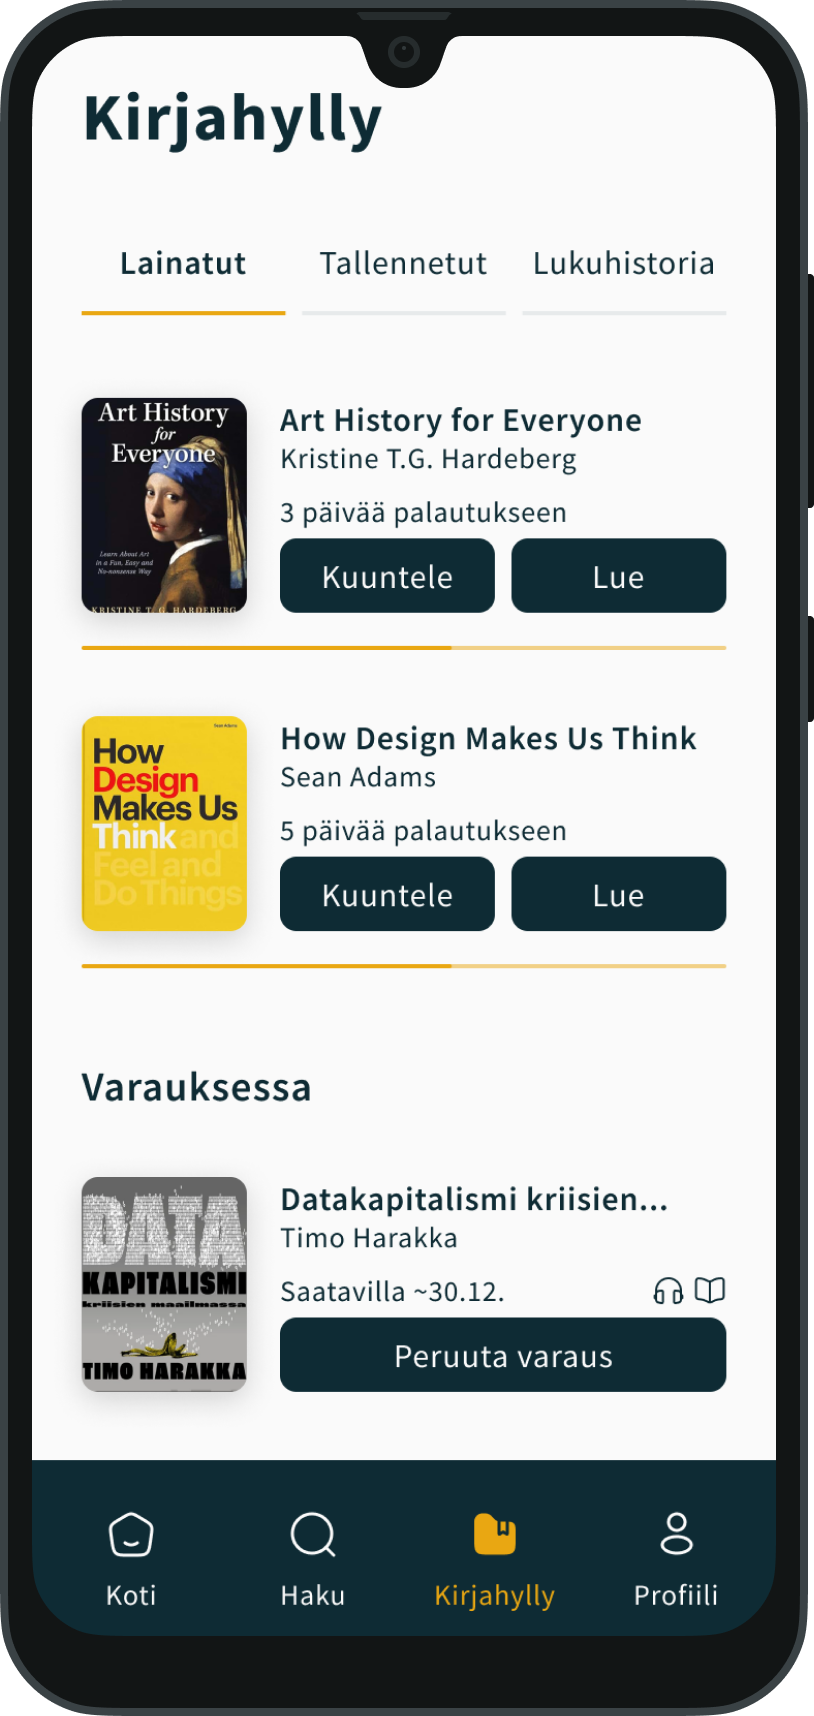 Kirjahylly
Lainatut
Tallennetut
Lukuhistoria
Art History
for
Everyone
Learn About Art
in a Fun, Easy and
No-nonsense Way
KRISTINE T. G. HARDEBERG
Art History for Everyone
Kristine T.G. Hardeberg
3 päivää palautukseen
Kuuntele
Lue
Sean Adams
How
Design
Makes Us
Think and
Feel and
Do Things
How Design Makes Us Think
Sean Adams
5 päivää palautukseen
Kuuntele
Lue
Varauksessa
DATA
KAPITALISMI
kriisien maailmassa
TIMO HARAKKA
Datakapitalismi kriisien...
Timo Harakka
Saatavilla ~30.12.
Peruuta varaus
Koti
Haku
Kirjahylly
Profiili